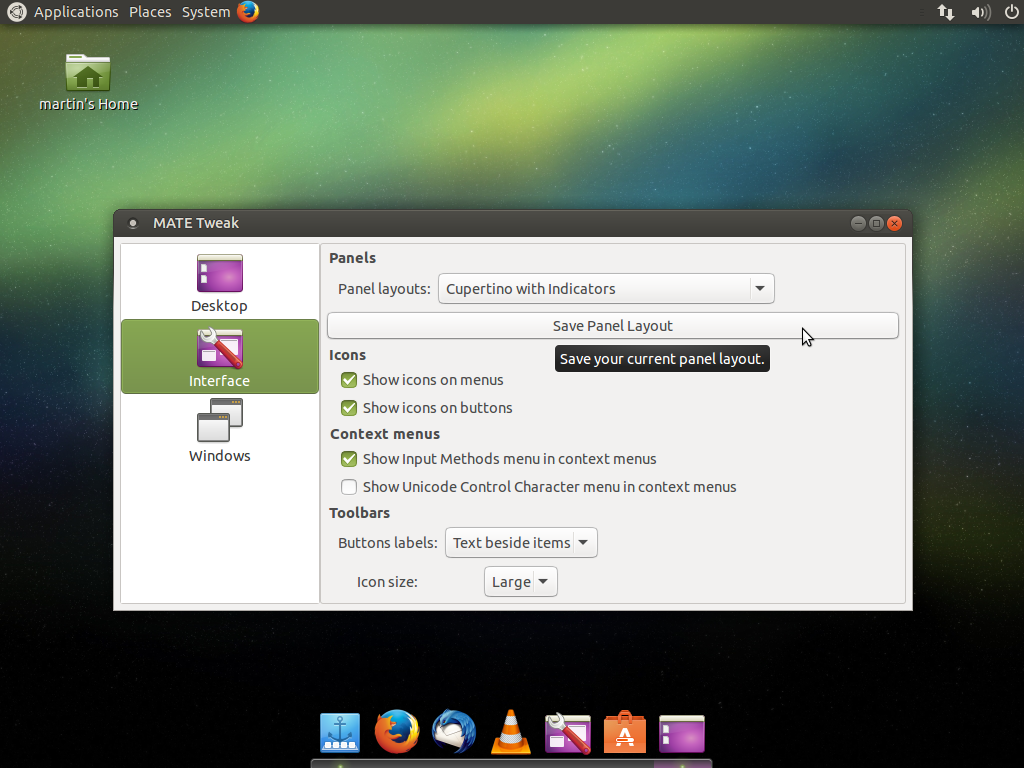 Applications Places System
martin's Home
MATE Tweak
Desktop
Interface
Windows
Panels
Panel layouts: Cupertino with Indicators
Save Panel Layout
Save your current panel layout.
Icons
Show icons on menus
Show icons on buttons
Context menus
Show Input Methods menu in context menus
Show Unicode Control Character menu in context menus
Toolbars
Buttons labels: Text beside items
Icon size: Large